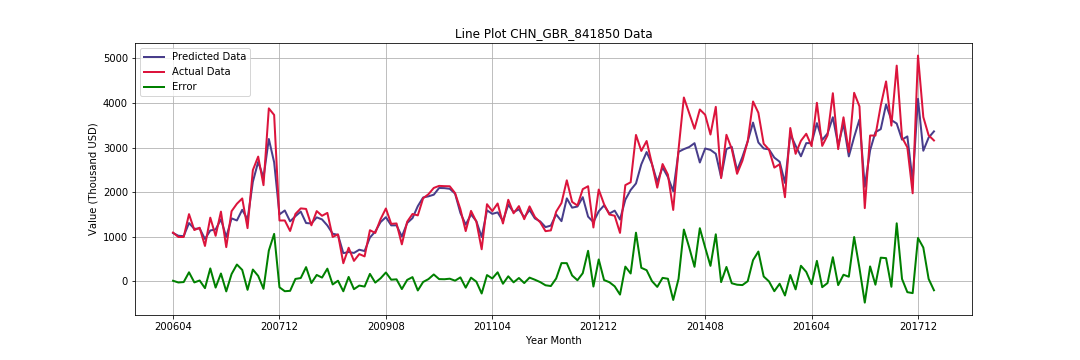 Line Plot CHN_GBR_841850 Data
Predicted Data
Actual Data
Error
5000
4000
3000
2000
1000
0
Value (Thousand USD)
200604 200712 200908 201104 201212 201408 201604 201712
Year Month